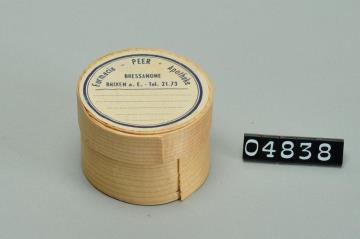 Farmacia - PEER - Apotheke
BRESSANONE
BRIXEN a. E. - Tel. 21.73
04838